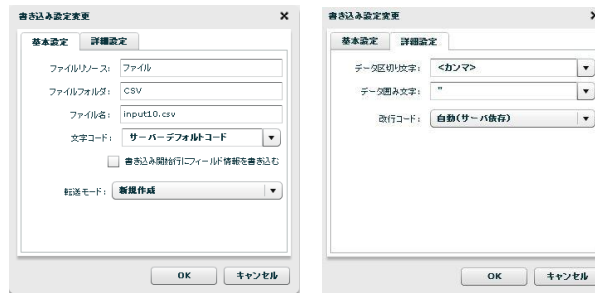 書き込み設定変更
基本設定 詳細設定
ファイルリソース: ファイル
ファイルフォルダ: CSV
ファイル名: input10.csv
文字コード: サーバーデフォルトコード
書き込み開始行にフィールド情報を書き込む
転送モード: 新規作成
OK キャンセル
書き込み設定変更
基本設定 詳細設定
データ区切り文字: <カンマ>
データ囲み文字: "
改行コード: 自動(サーバ依存)
OK キャンセル